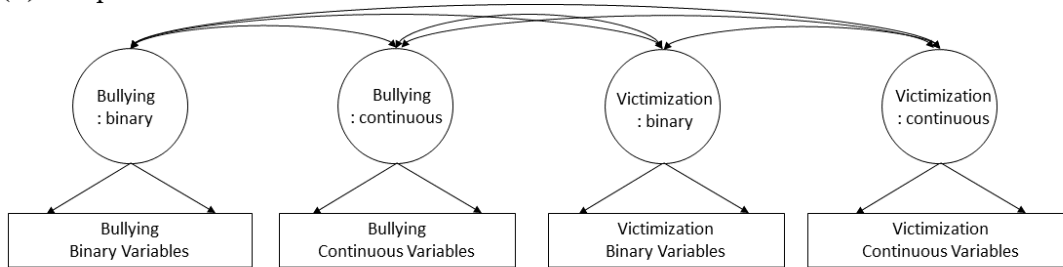 Bullying
: binary
Bullying
: continuous
Victimization
: binary
Victimization
: continuous
Bullying
Binary Variables
Bullying
Continuous Variables
Victimization
Binary Variables
Victimization
Continuous Variables